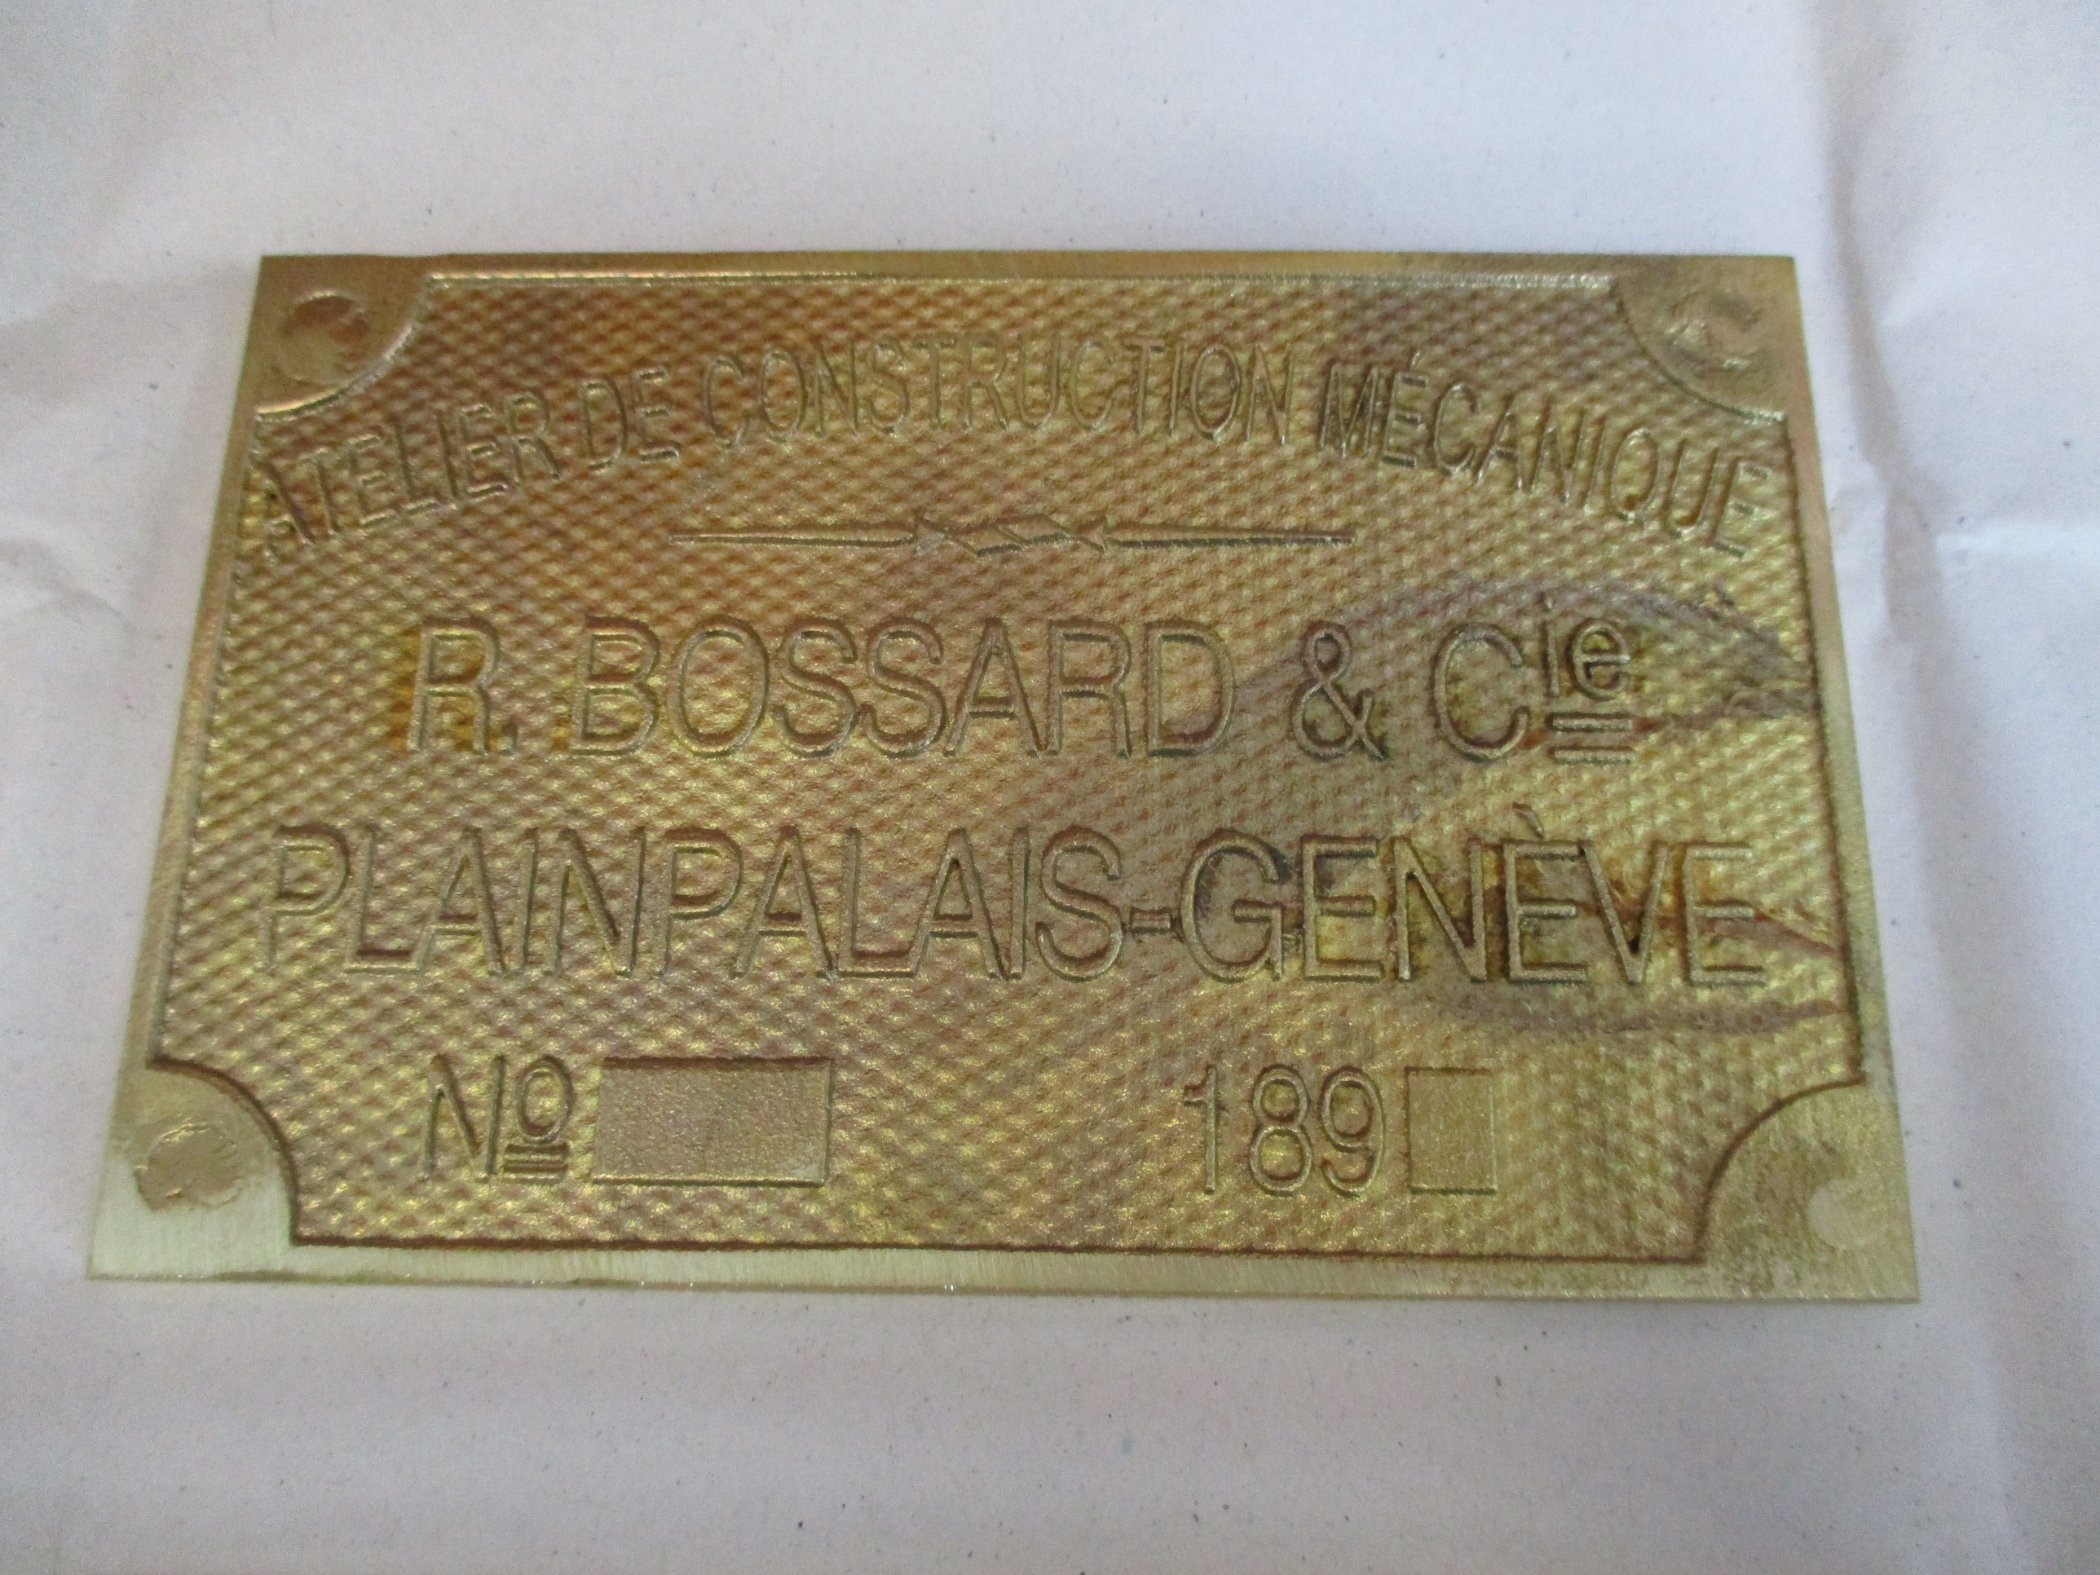 ATELIER DE CONSTRUCTION MÉCANIQUE
R. BOSSARD & Cie
PLAINPALAIS-GENÈVE
No 189